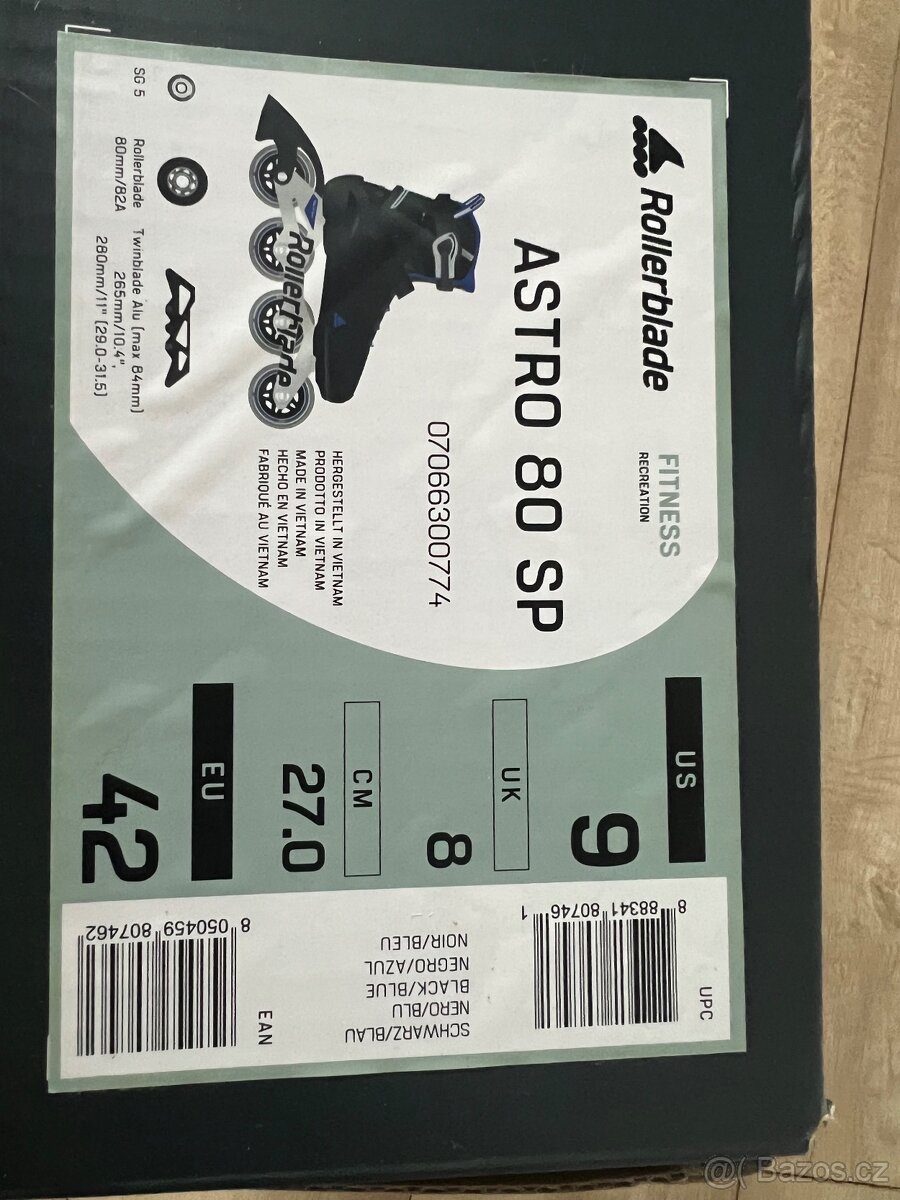 Rollerblade
FITNESS
RECREATION
ASTRO 80 SP
07066300774
Rollerblade
HERGESTELLT IN VIETNAM
PRODOTTO IN VIETNAM
MADE IN VIETNAM
HECHO EN VIETNAM
FABRIQUÉ AU VIETNAM
SG 5
Rollerblade
80mm/82A
Twinblade Alu (max 84mm)
265mm/10.4",
280mm/11" (29.0-31.5)
US
9
UK
8
CM
27.0
EU
42
UPC
8 88341 80746 1
SCHWARZ/BLAU
NERO/BLU
BLACK/BLUE
NEGRO/AZUL
NOIR/BLEU
EAN
8 050459 807462
@( Bazos.cz